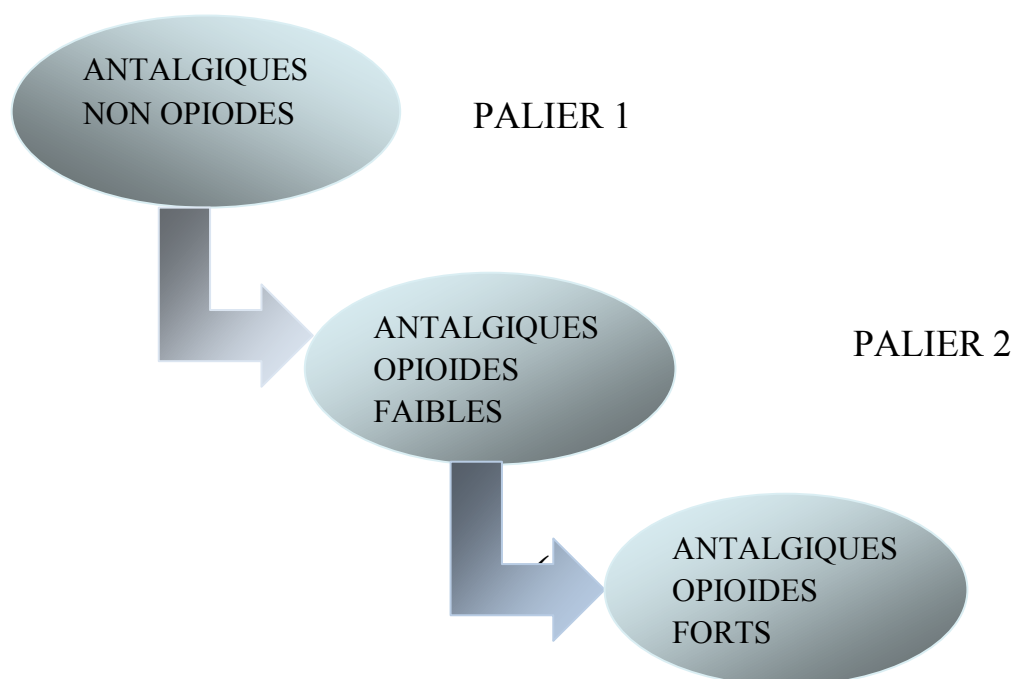 ANTALGIQUES
NON OPIODES
PALIER 1
ANTALGIQUES
OPIOIDES
FAIBLES
PALIER 2
ANTALGIQUES
OPIOIDES
FORTS